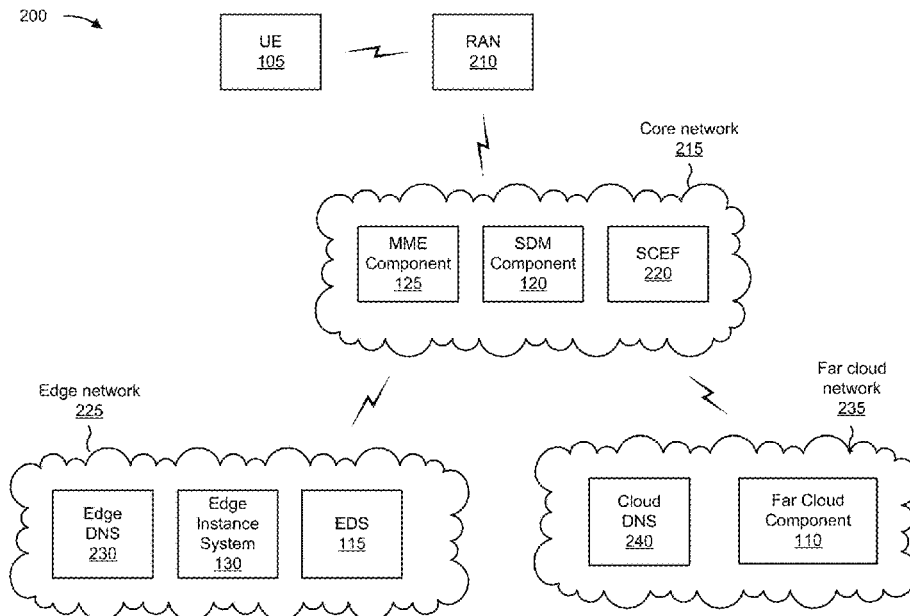 200
UE
105
RAN
210
Core network
215
MME
Component
125
SDM
Component
120
SCEF
220
Edge network
225
Far cloud
network
235
Edge
DNS
230
Edge
Instance
System
130
EDS
115
Cloud
DNS
240
Far Cloud
Component
110